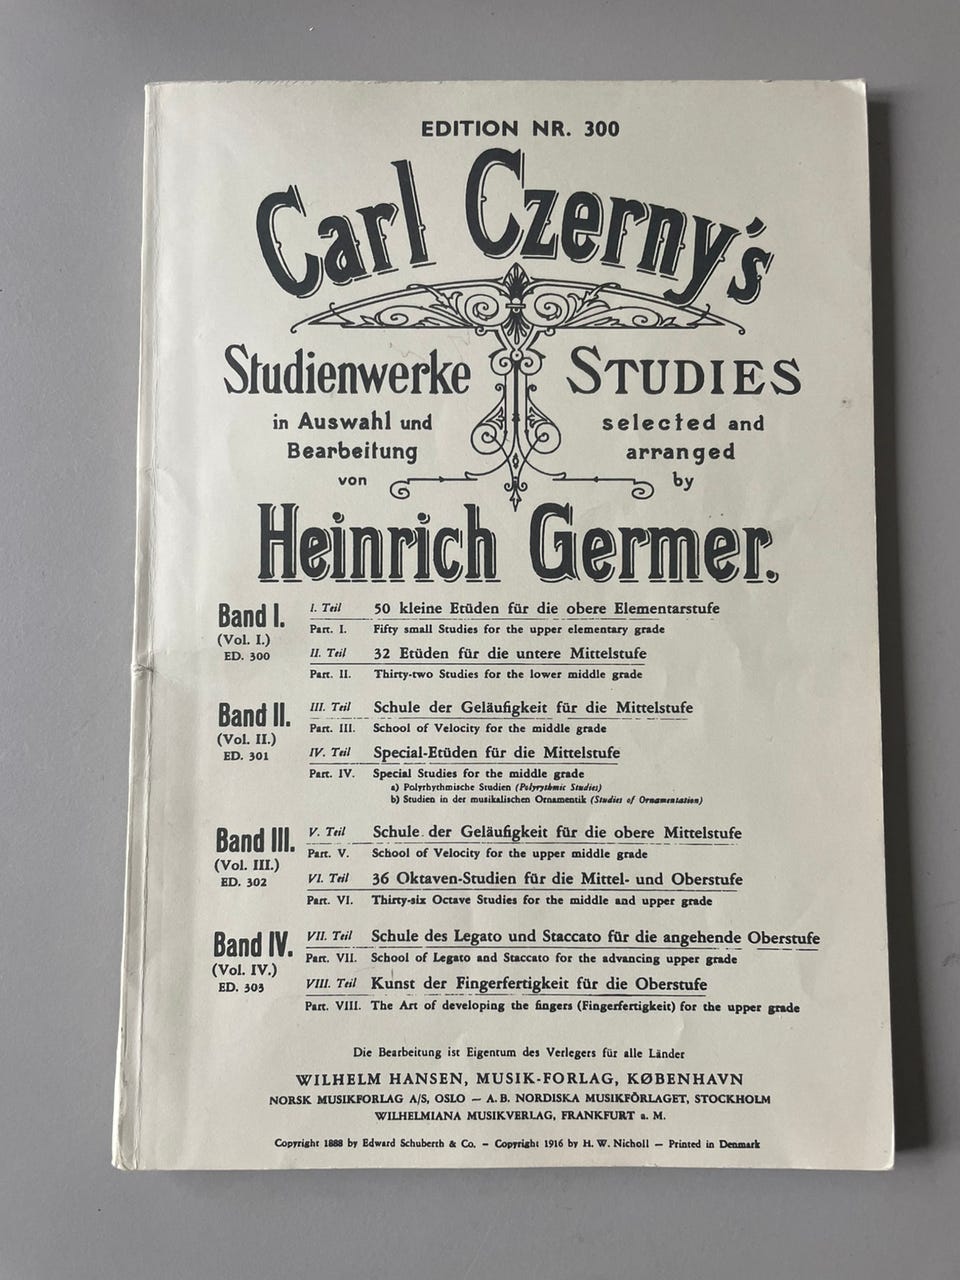 EDITION NR. 300
Carl Czerny's
Studienwerke
in Auswahl und
Bearbeitung
von
STUDIES
selected and
arranged
by
Heinrich Germer.
Band I.
(Vol. I.)
ED. 300
I. Teil 50 kleine Etüden für die obere Elementarstufe
Part. I. Fifty small Studies for the upper elementary grade
II. Teil 32 Etüden für die untere Mittelstufe
Part. II. Thirty-two Studies for the lower middle grade
Band II.
(Vol. II.)
ED. 301
III. Teil Schule der Geläufigkeit für die Mittelstufe
Part. III. School of Velocity for the middle grade
IV. Teil Special-Etüden für die Mittelstufe
Part. IV. Special Studies for the middle grade
a) Polyrhythmische Studien (Polyrythmic Studies)
b) Studien in der musikalischen Ornamentik (Studies of Ornamentation)
Band III.
(Vol. III.)
ED. 302
V. Teil Schule der Geläufigkeit für die obere Mittelstufe
Part. V. School of Velocity for the upper middle grade
VI. Teil 36 Oktaven-Studien für die Mittel- und Oberstufe
Part. VI. Thirty-six Octave Studies for the middle and upper grade
Band IV.
(Vol. IV.)
ED. 303
VII. Teil Schule des Legato und Staccato für die angehende Oberstufe
Part. VII. School of Legato and Staccato for the advancing upper grade
VIII. Teil Kunst der Fingerfertigkeit für die Oberstufe
Part. VIII. The Art of developing the fingers (Fingerfertigkeit) for the upper grade
Die Bearbeitung ist Eigentum des Verlegers für alle Länder
WILHELM HANSEN, MUSIK-FORLAG, KØBENHAVN
NORSK MUSIKFORLAG A/S, OSLO — A.B. NORDISKA MUSIKFÖRLAGET, STOCKHOLM
WILHELMIANA MUSIKVERLAG, FRANKFURT a. M.
Copyright 1888 by Edward Schuberth & Co. – Copyright 1916 by H. W. Nicholl — Printed in Denmark